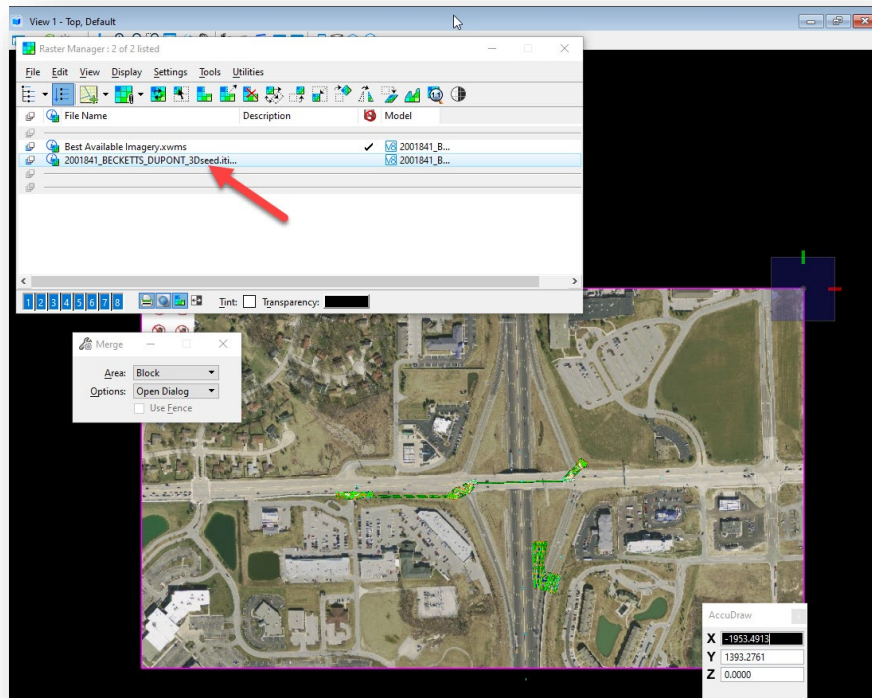 View 1 - Top, Default
Raster Manager : 2 of 2 listed
File Edit View Display Settings Tools Utilities
File Name Description Model
Best Available Imagery.xwms V8 2001841_B...
2001841_BECKETTS_DUPONT_3Dseed.iti... V8 2001841_B...
1 2 3 4 5 6 7 8 Tint: Transparency:
Merge
Area: Block
Options: Open Dialog
Use Fence
AccuDraw
X -1953.4913
Y 1393.2761
Z 0.0000